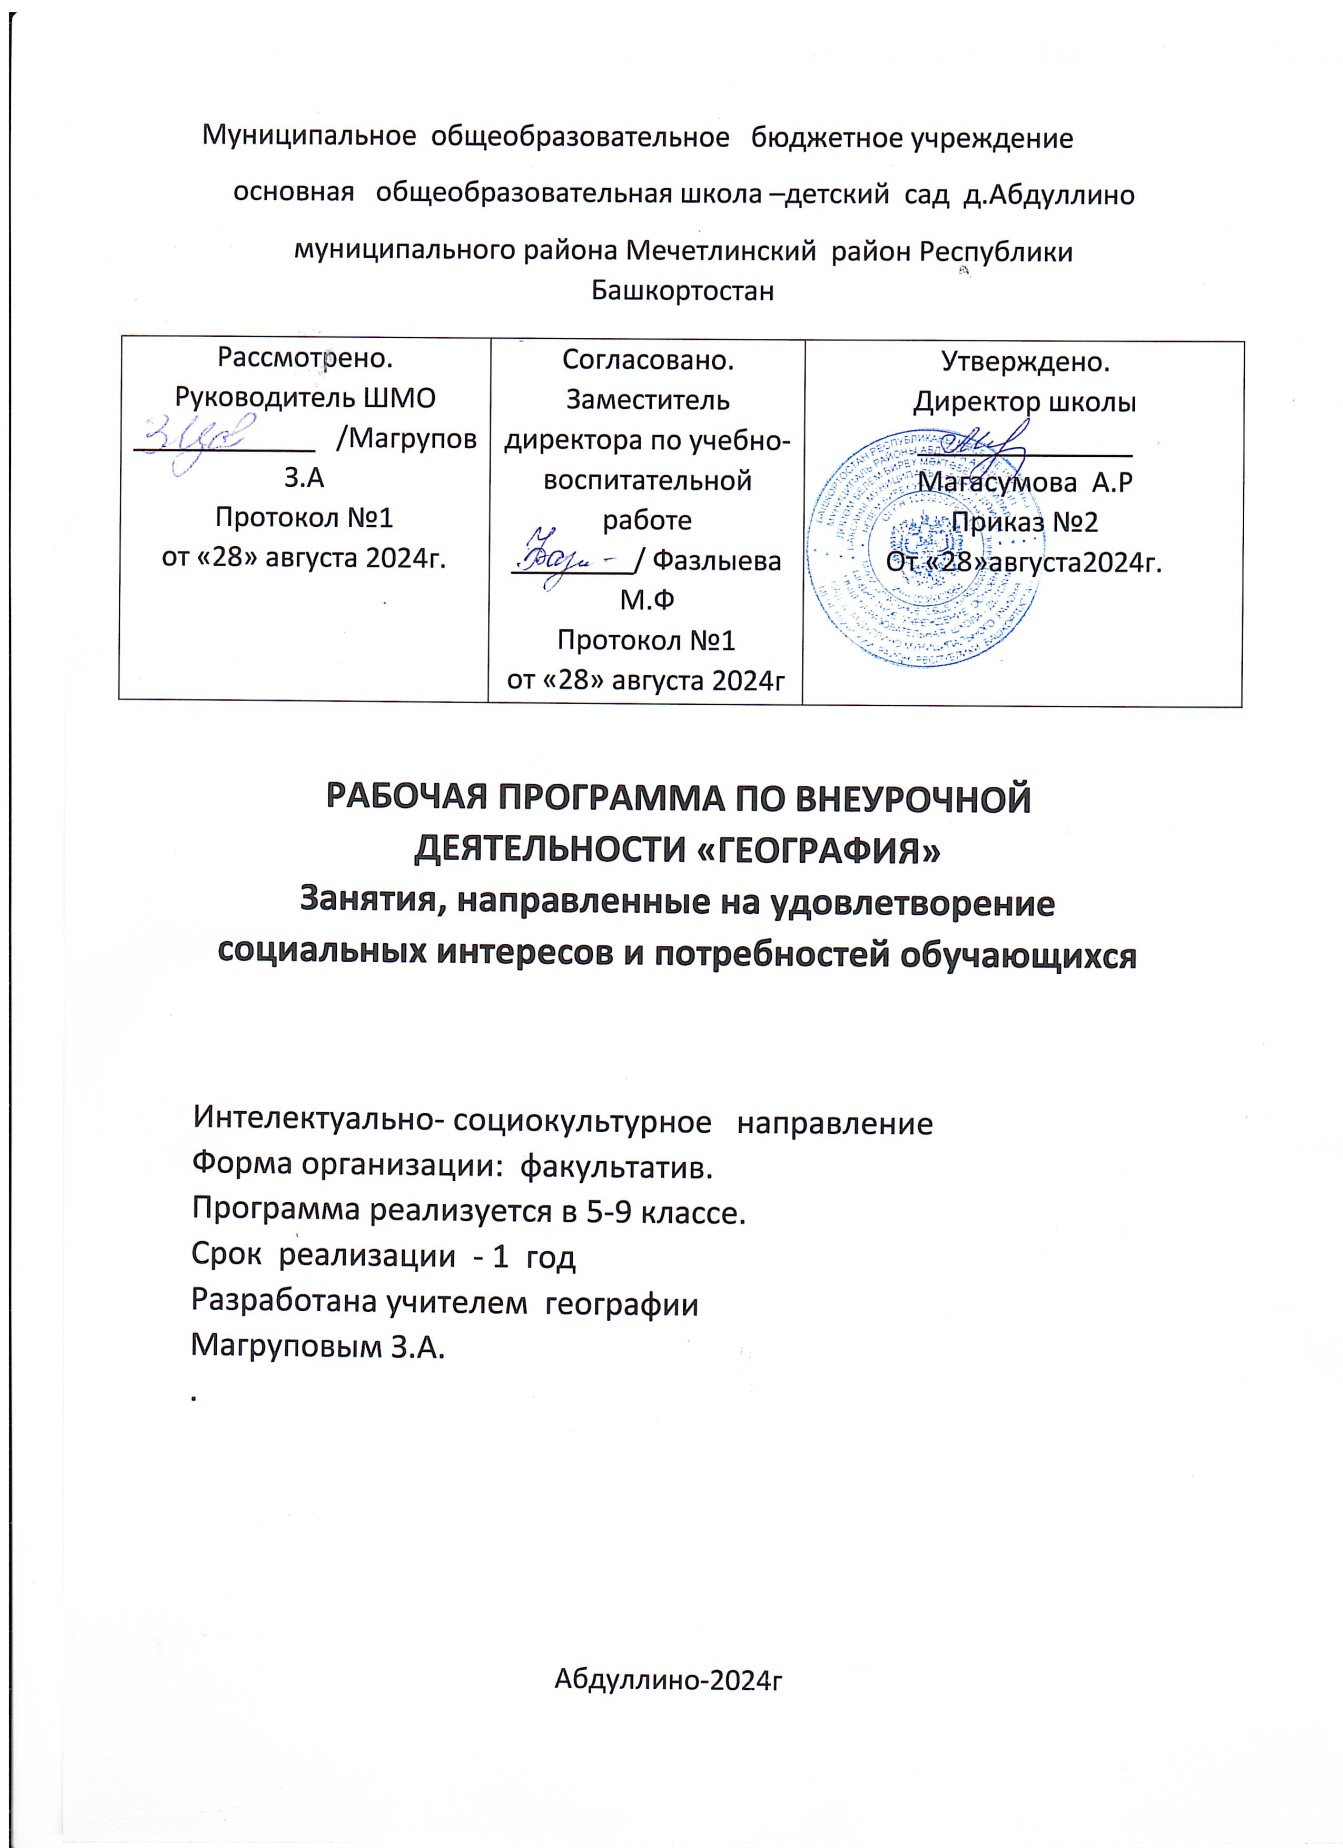 Муниципальное общеобразовательное бюджетное учреждение
основная общеобразовательная школа –детский сад д.Абдуллино
муниципального района Мечетлинский район Республики
Башкортостан
Рассмотрено.
Руководитель ШМО
/Магрупов
З.А
Протокол №1
от «28» августа 2024г.
Согласовано.
Заместитель
директора по учебно-
воспитательной
работе
/ Фазлыева
М.Ф
Протокол №1
от «28» августа 2024г
Утверждено.
Директор школы
Магасумова А.Р
Приказ №2
От «28»августа2024г.
РАБОЧАЯ ПРОГРАММА ПО ВНЕУРОЧНОЙ
ДЕЯТЕЛЬНОСТИ «ГЕОГРАФИЯ»
Занятия, направленные на удовлетворение
социальных интересов и потребностей обучающихся
Интелектуально- социокультурное направление
Форма организации: факультатив.
Программа реализуется в 5-9 классе.
Срок реализации - 1 год
Разработана учителем географии
Магруповым З.А.
.
Абдуллино-2024г